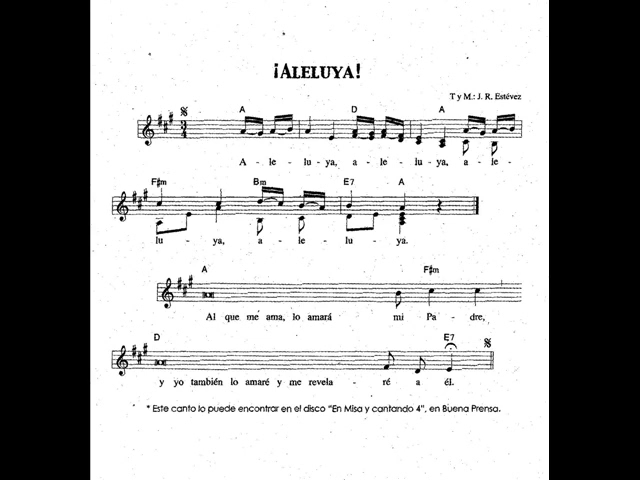 ¡ALELUYA!
T y M.: J. R. Estévez
A D A
3
4
A - le - lu - ya, a - le - lu - ya, a - le -
F#m Bm E7 A
lu - ya, a - le - lu - ya.
A F#m
Al que me ama, lo amará mi Pa - dre,
D E7
y yo también lo amaré y me revela- ré a él.
* Este canto lo puede encontrar en el disco "En Misa y cantando 4", en Buena Prensa.